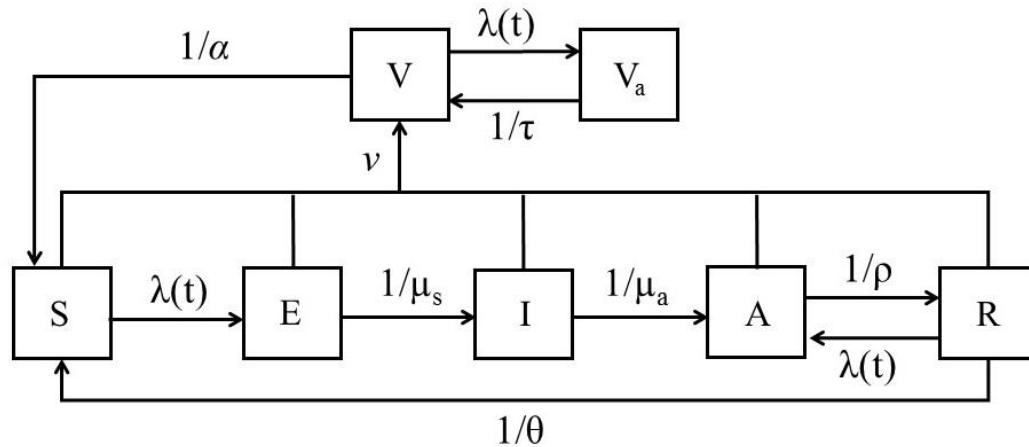 λ(t)
1/α
V
Vₐ
1/τ
ν
S
λ(t)
E
1/μₛ
I
1/μₐ
A
1/ρ
R
λ(t)
1/θ